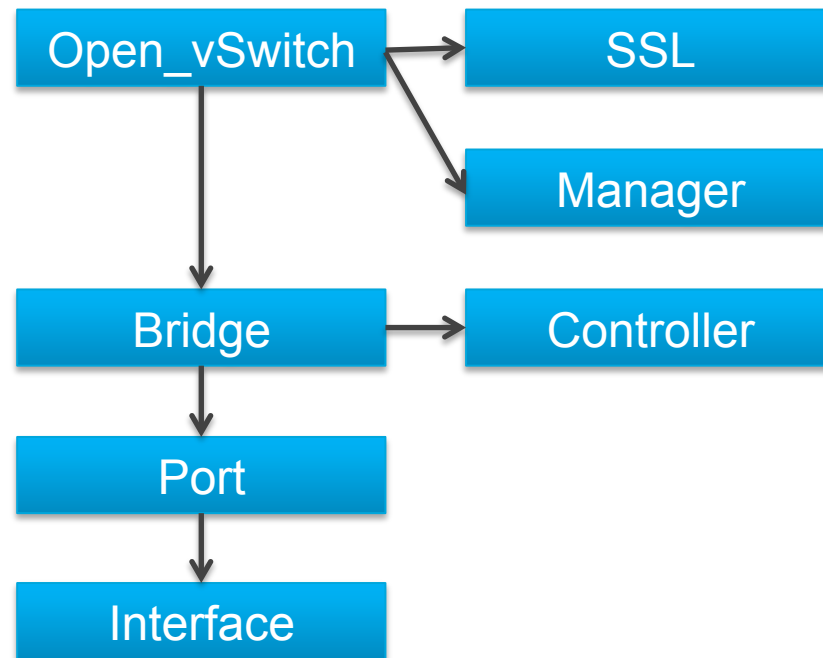 Open_vSwitch
SSL
Manager
Bridge
Controller
Port
Interface